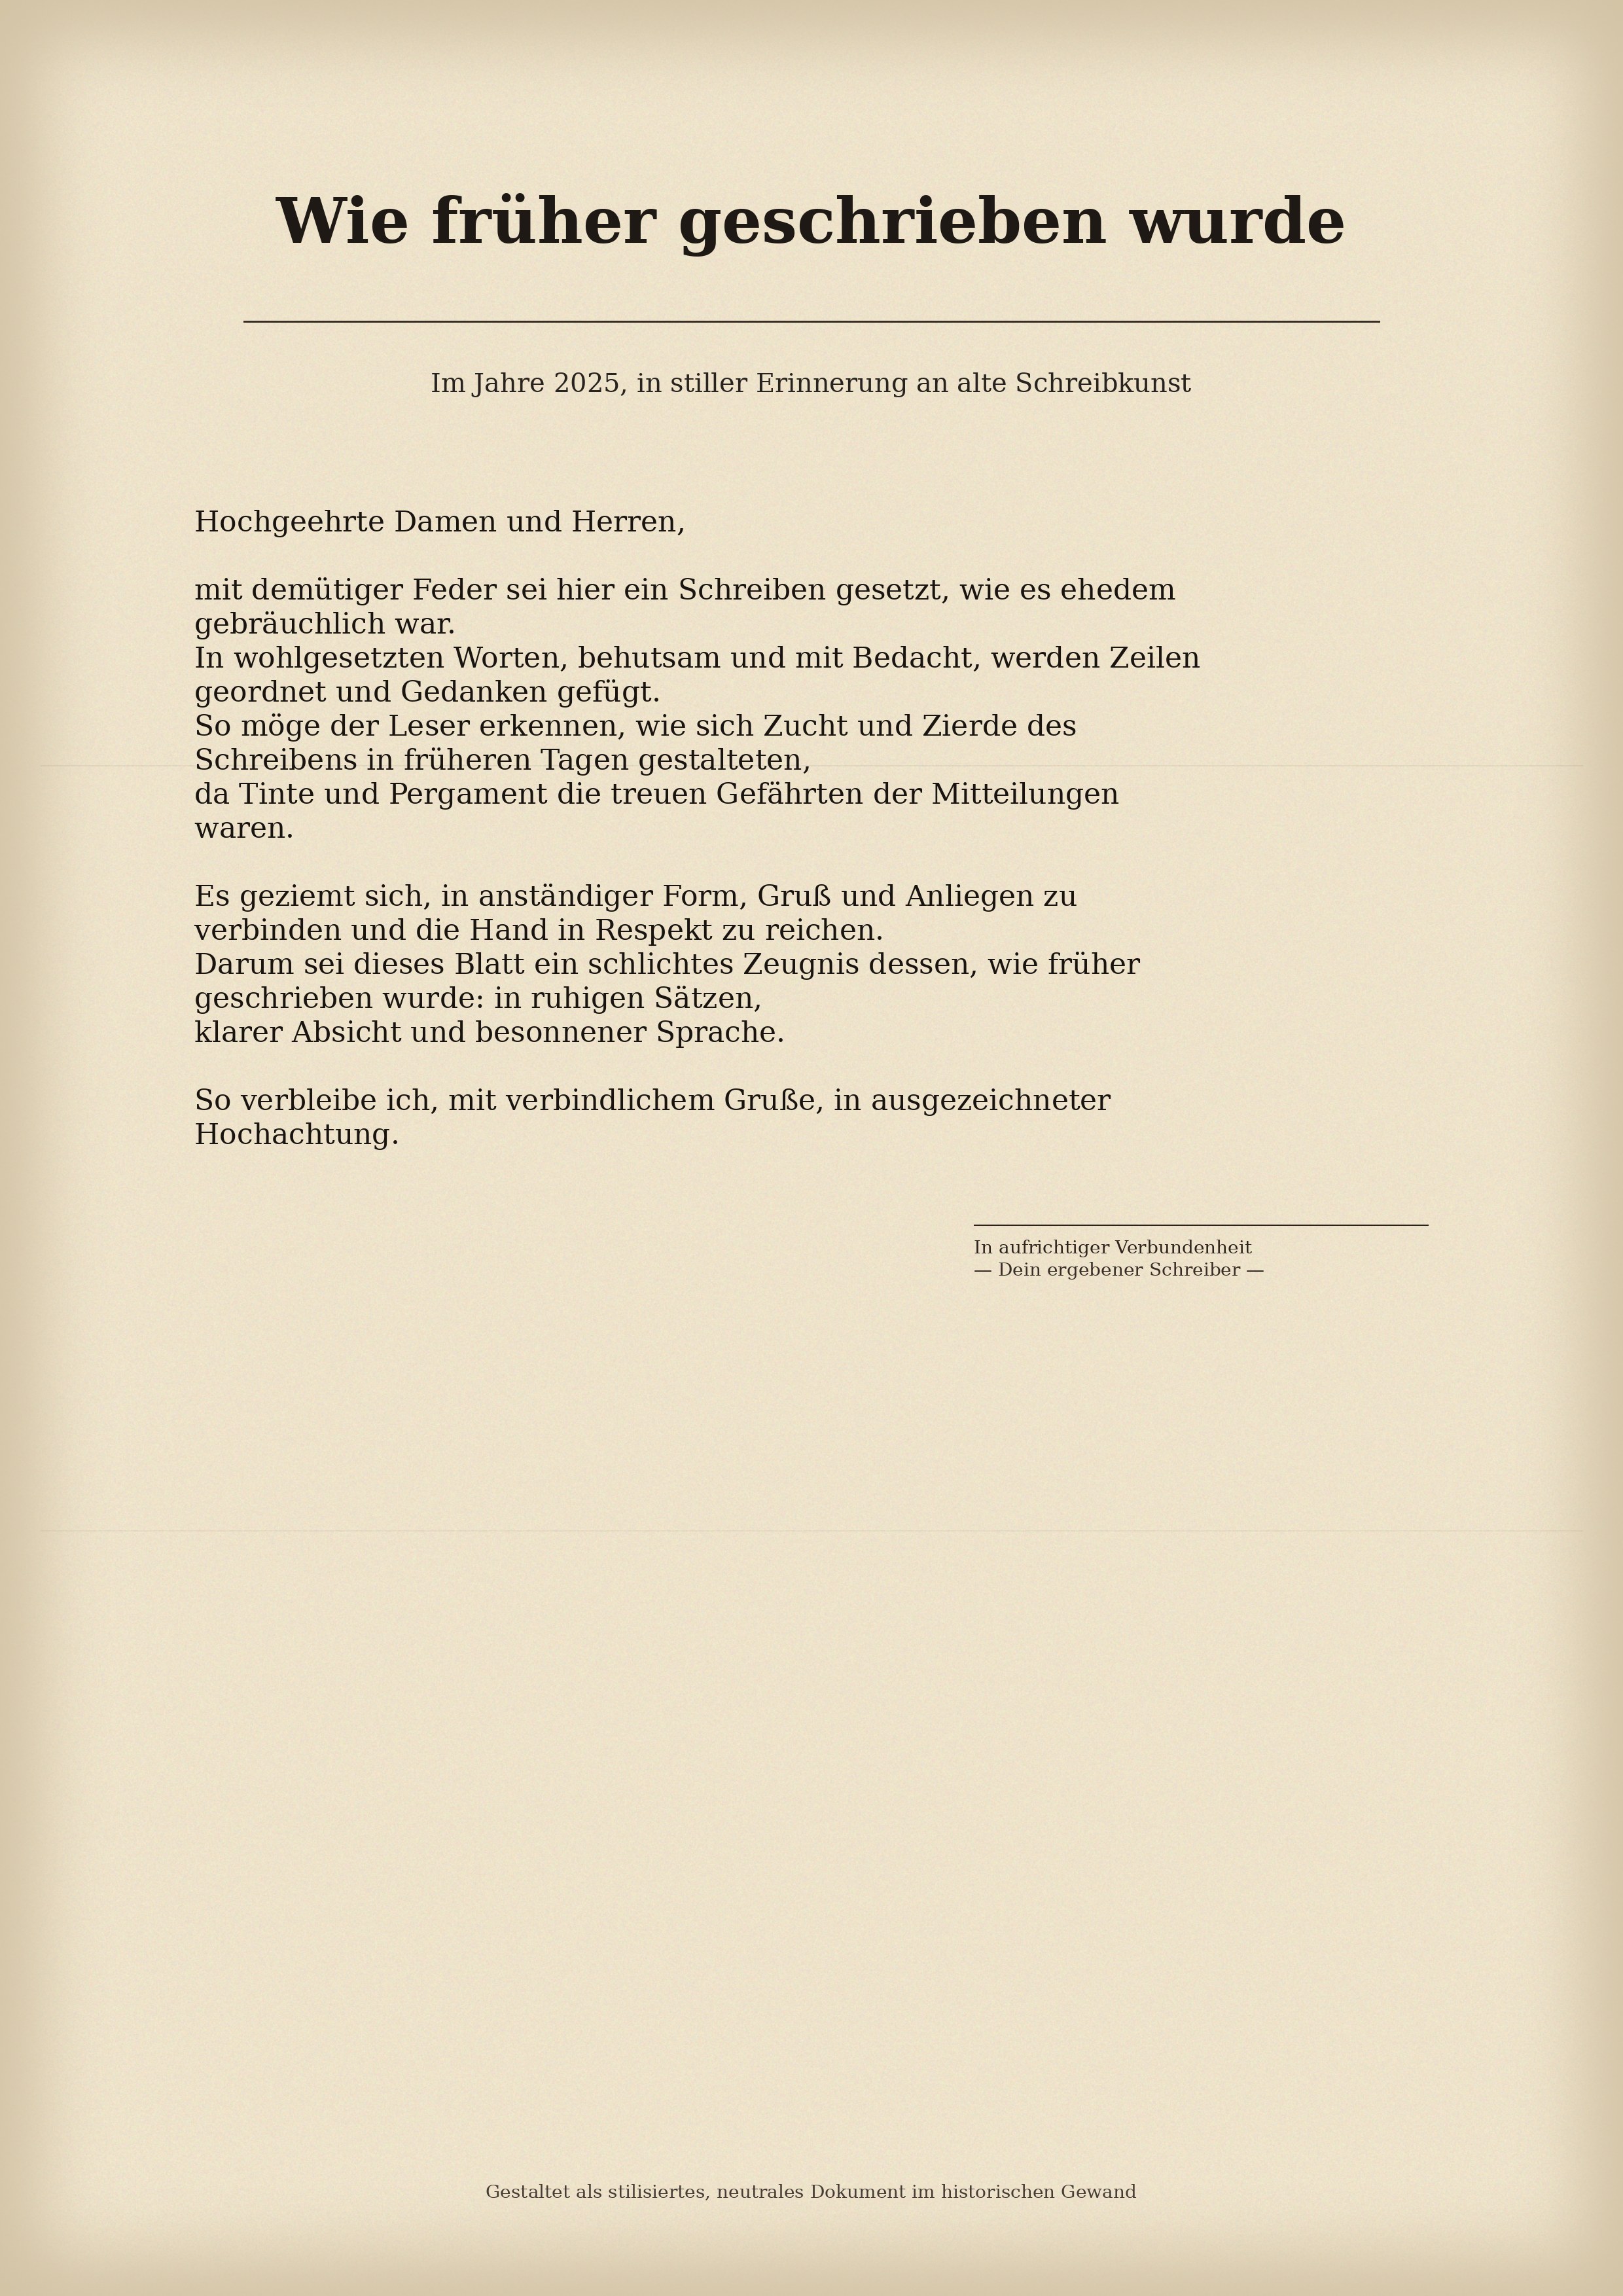 Wie früher geschrieben wurde
Im Jahre 2025, in stiller Erinnerung an alte Schreibkunst
Hochgeehrte Damen und Herren,
mit demütiger Feder sei hier ein Schreiben gesetzt, wie es ehedem
gebräuchlich war.
In wohlgesetzten Worten, behutsam und mit Bedacht, werden Zeilen
geordnet und Gedanken gefügt.
So möge der Leser erkennen, wie sich Zucht und Zierde des
Schreibens in früheren Tagen gestalteten,
da Tinte und Pergament die treuen Gefährten der Mitteilungen
waren.
Es geziemt sich, in anständiger Form, Gruß und Anliegen zu
verbinden und die Hand in Respekt zu reichen.
Darum sei dieses Blatt ein schlichtes Zeugnis dessen, wie früher
geschrieben wurde: in ruhigen Sätzen,
klarer Absicht und besonnener Sprache.
So verbleibe ich, mit verbindlichem Gruße, in ausgezeichneter
Hochachtung.
In aufrichtiger Verbundenheit
— Dein ergebener Schreiber —
Gestaltet als stilisiertes, neutrales Dokument im historischen Gewand